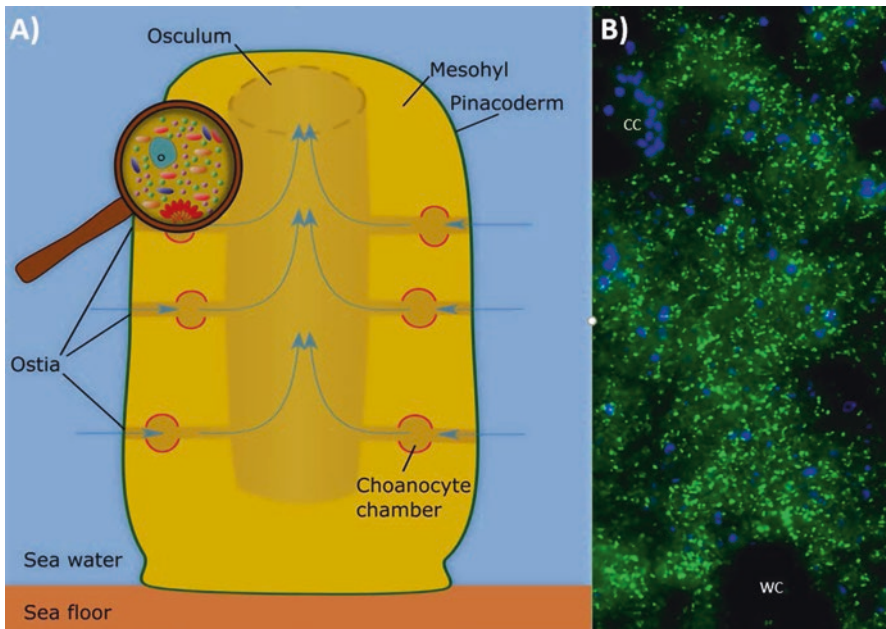 A)
Osculum
Mesohyl
Pinacoderm
Ostia
Choanocyte
chamber
Sea water
Sea floor
B)
CC
WC